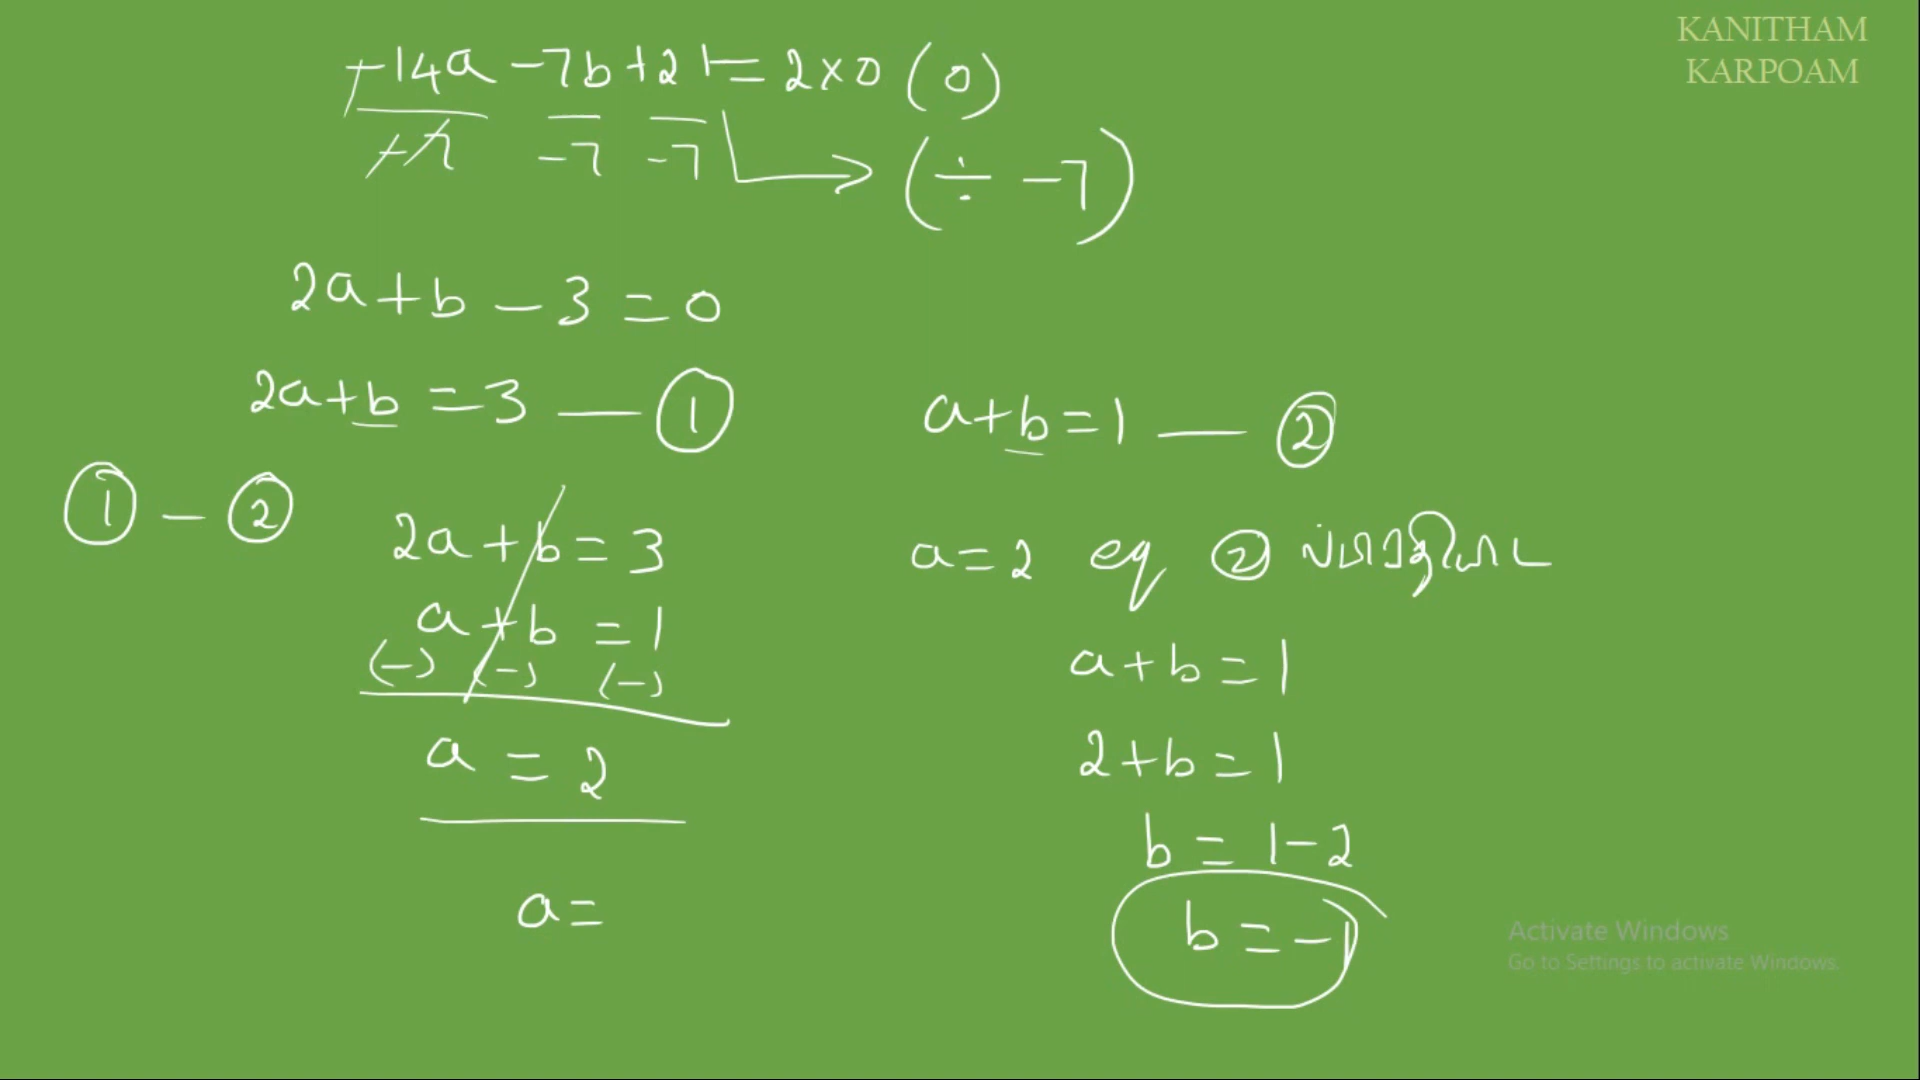 KANITHAM
KARPOAM
-14a -7b +21 = 2×0 (0)
-7 -7 -7 (÷ -7)
2a+b-3=0
2a+b=3 — ①
a+b=1 — ②
① - ②
2a+b=3
a+b=1
(-) (-) (-)
a=2
a=
a=2 eq ②
a+b=1
2+b=1
b=1-2
b=-1
Activate Windows
Go to Settings to activate Windows.